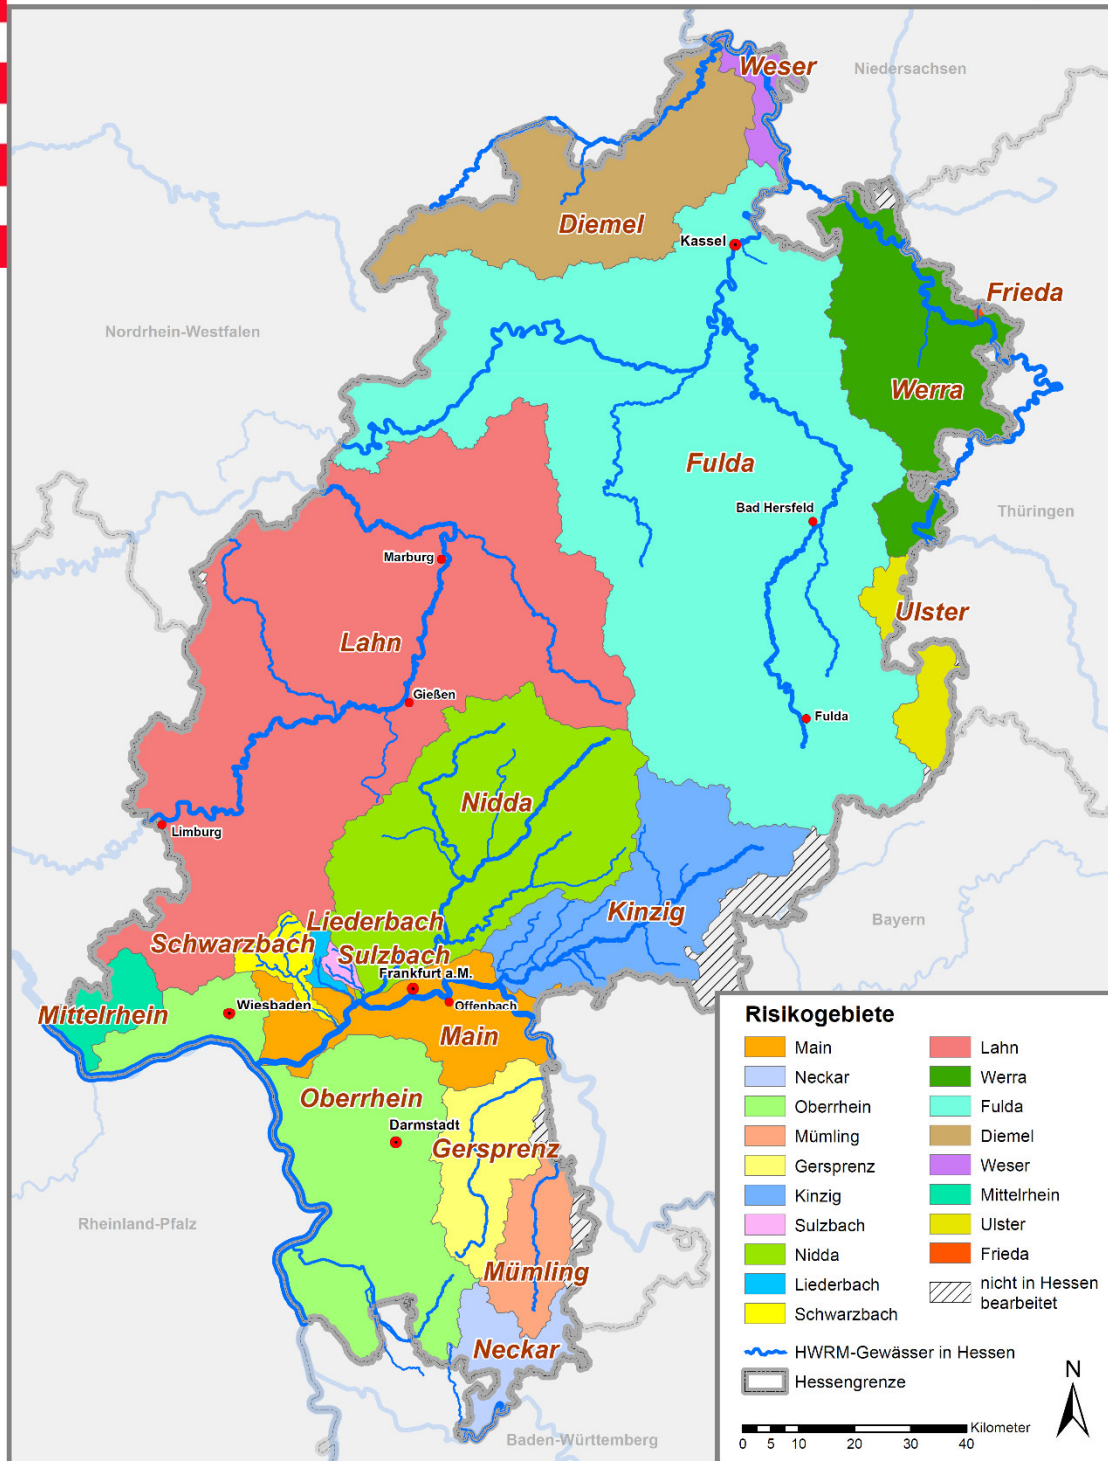 Weser
Niedersachsen
Diemel
Kassel
Frieda
Nordrhein-Westfalen
Werra
Fulda
Bad Hersfeld
Thüringen
Marburg
Ulster
Lahn
Gießen
Fulda
Nidda
Limburg
Kinzig
Bayern
Liederbach
Schwarzbach
Sulzbach
Frankfurt a.M.
Wiesbaden
Offenbach
Mittelrhein
Main
Oberrhein
Darmstadt
Gersprenz
Rheinland-Pfalz
Mümling
Neckar
Baden-Württemberg
Risikogebiete
Main
Neckar
Oberrhein
Mümling
Gersprenz
Kinzig
Sulzbach
Nidda
Liederbach
Schwarzbach
Lahn
Werra
Fulda
Diemel
Weser
Mittelrhein
Ulster
Frieda
nicht in Hessen
bearbeitet
HWRM-Gewässer in Hessen
Hessengrenze
N
Kilometer
0 5 10 20 30 40